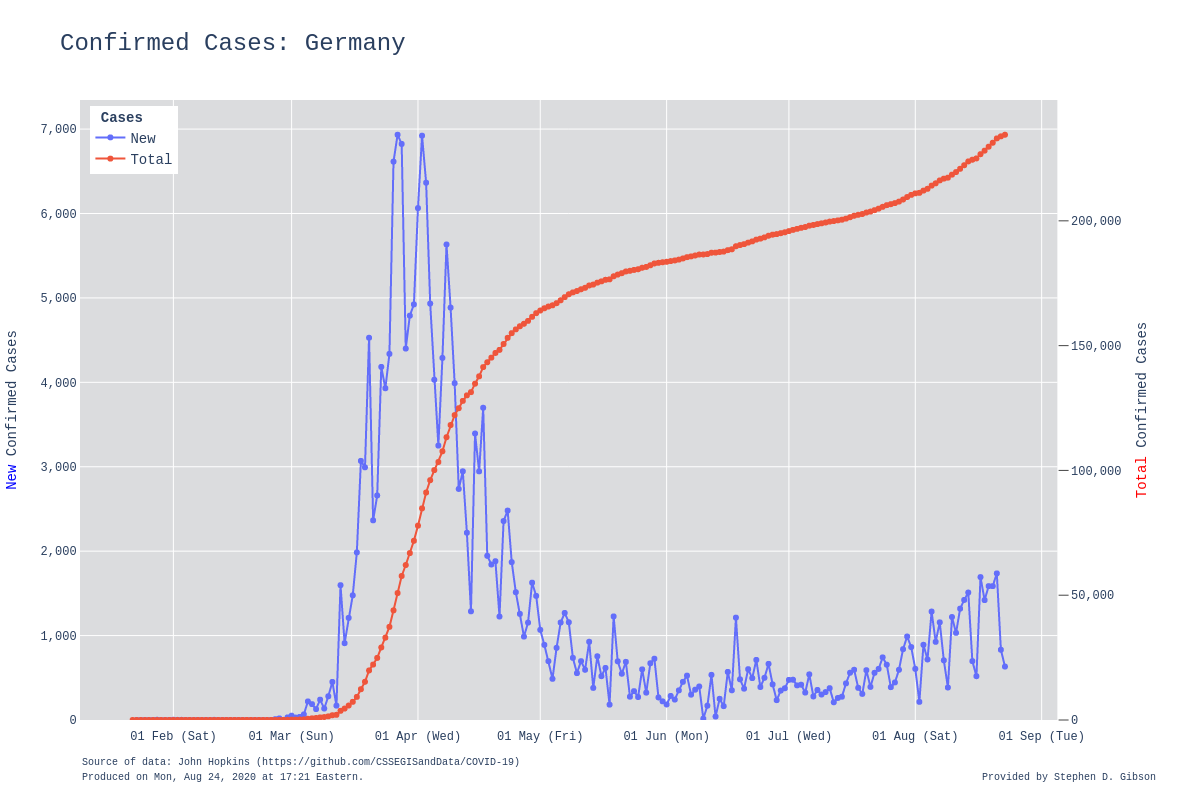 Confirmed Cases: Germany
Cases
New
Total
7,000
6,000
5,000
4,000
3,000
2,000
1,000
0
200,000
150,000
100,000
50,000
0
New Confirmed Cases
Total Confirmed Cases
01 Feb (Sat) 01 Mar (Sun) 01 Apr (Wed) 01 May (Fri) 01 Jun (Mon) 01 Jul (Wed) 01 Aug (Sat) 01 Sep (Tue)
Source of data: John Hopkins (https://github.com/CSSEGISandData/COVID-19)
Produced on Mon, Aug 24, 2020 at 17:21 Eastern.
Provided by Stephen D. Gibson